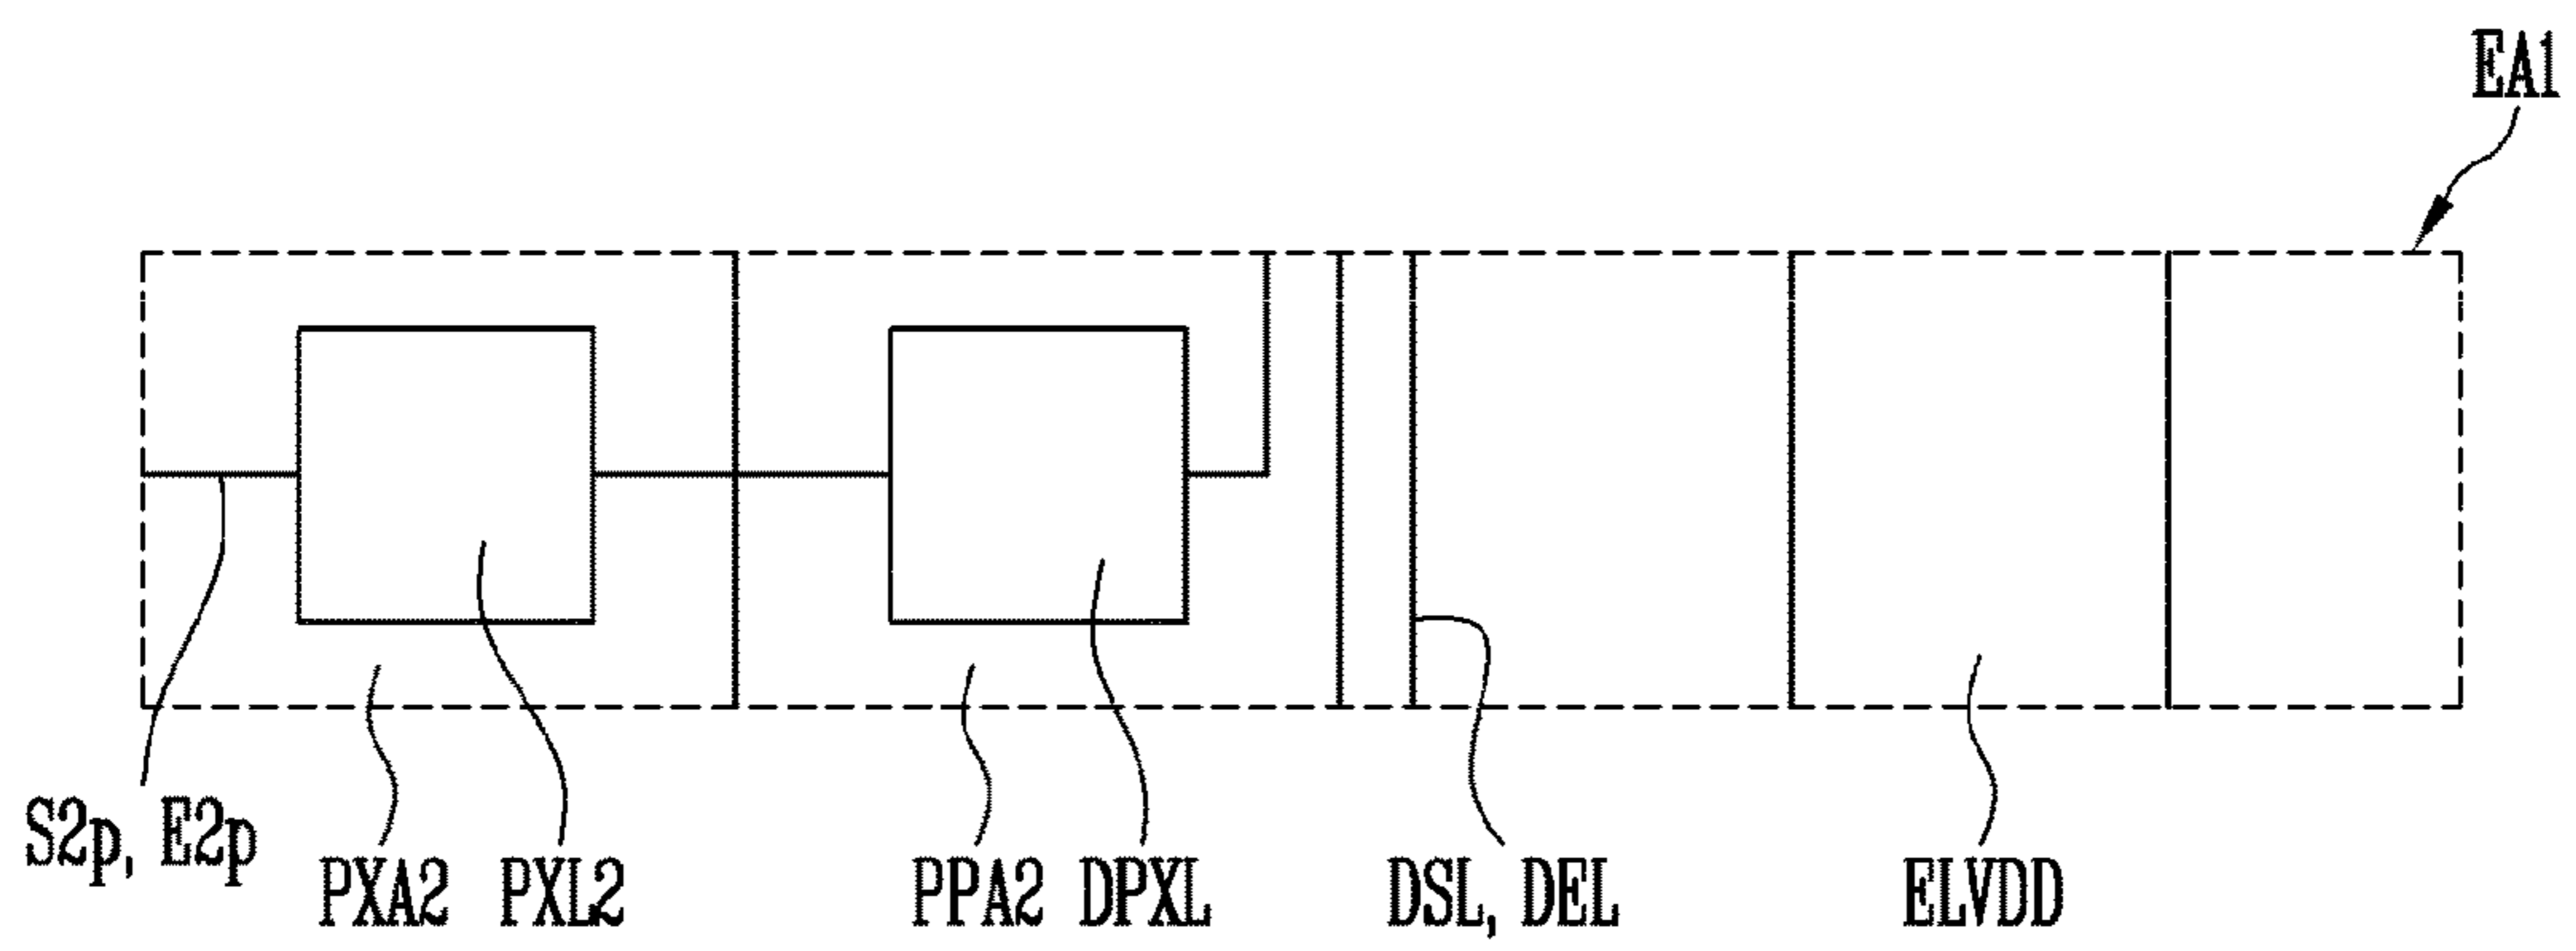 EA1
S2p, E2p
PXA2
PXL2
PPA2
DPXL
DSL, DEL
ELVDD